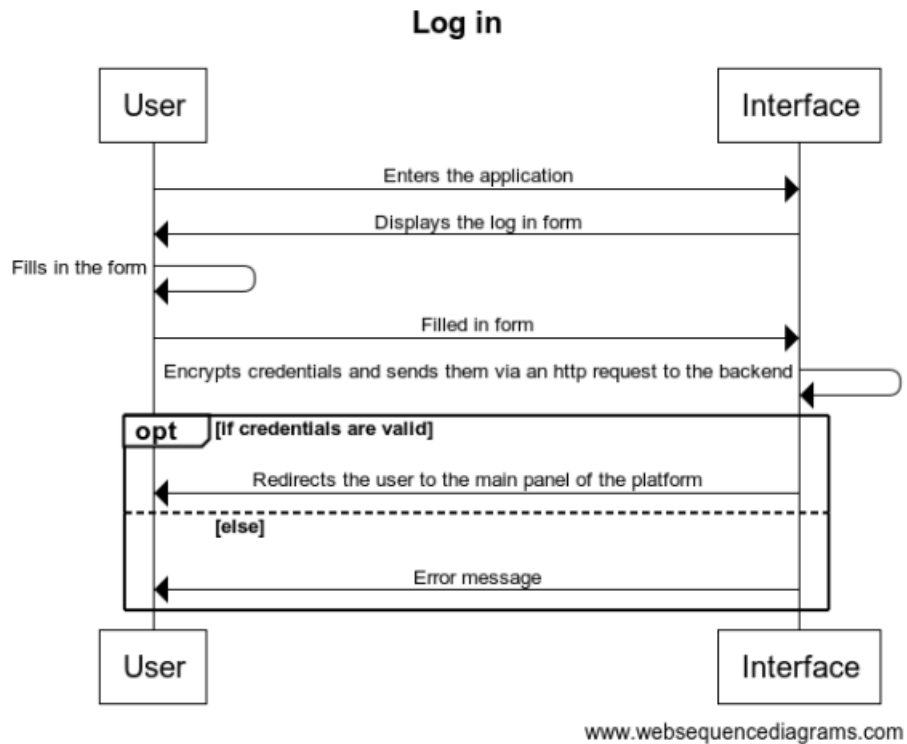 Log in
User
Interface
Enters the application
Displays the log in form
Fills in the form
Filled in form
Encrypts credentials and sends them via an http request to the backend
opt
[if credentials are valid]
Redirects the user to the main panel of the platform
[else]
Error message
User
Interface
www.websequencediagrams.com